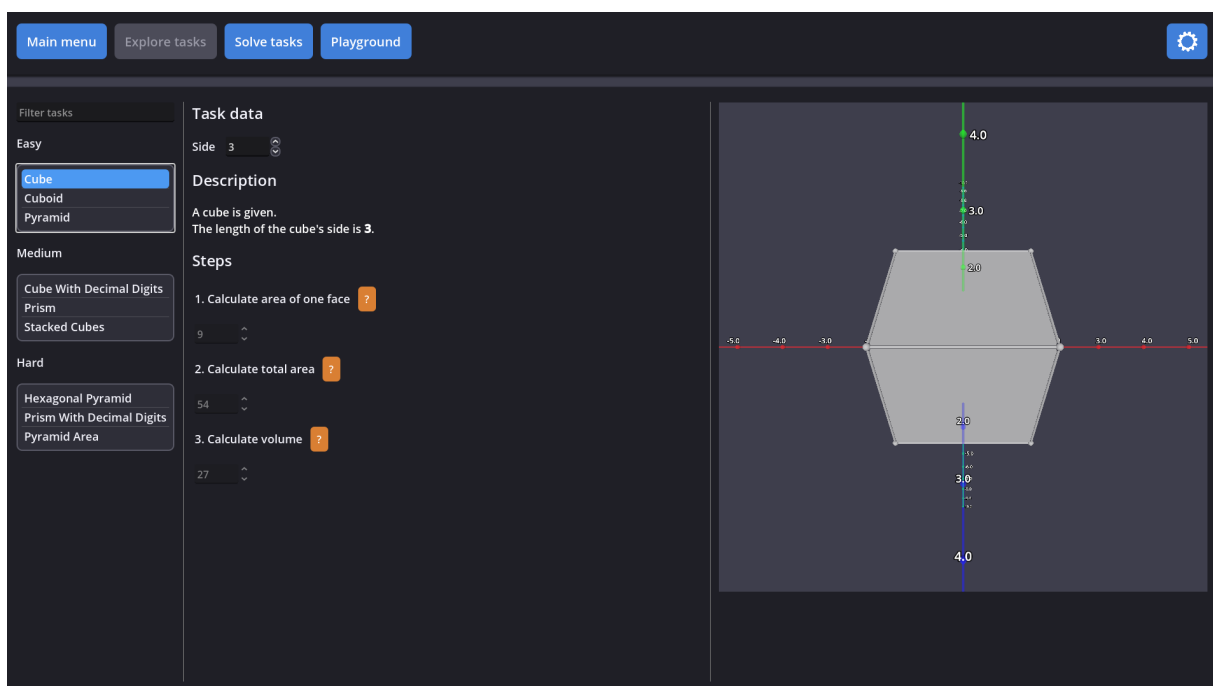 Main menu
Explore tasks
Solve tasks
Playground
Filter tasks
Easy
Cube
Cuboid
Pyramid
Medium
Cube With Decimal Digits
Prism
Stacked Cubes
Hard
Hexagonal Pyramid
Prism With Decimal Digits
Pyramid Area
Task data
Side 3
Description
A cube is given.
The length of the cube's side is 3.
Steps
1. Calculate area of one face ?
9
2. Calculate total area ?
54
3. Calculate volume ?
27
4.0
3.0
2.0
-5.0 -4.0 -3.0 3.0 4.0 5.0
2.0
3.0
4.0